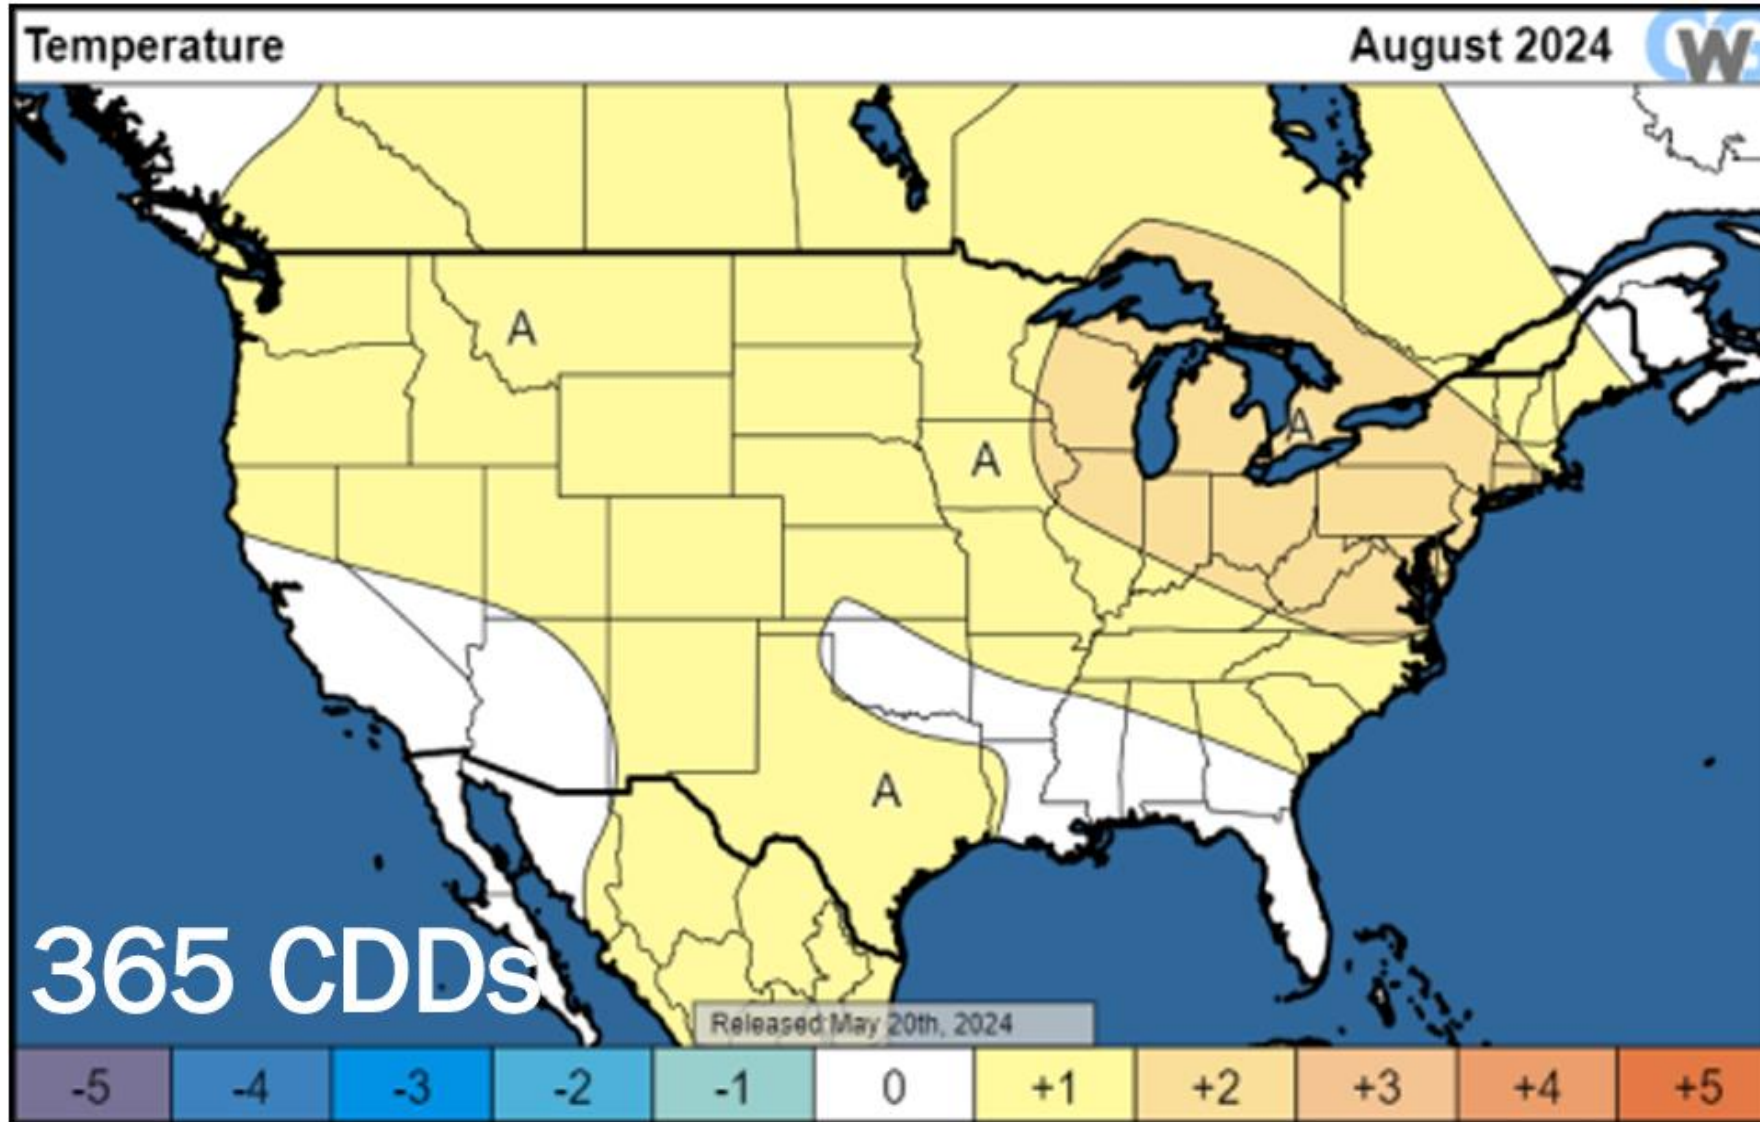 Temperature
August 2024
CWG
A
A
A
A
365 CDDs
Released:May 20th, 2024
-5 -4 -3 -2 -1 0 +1 +2 +3 +4 +5